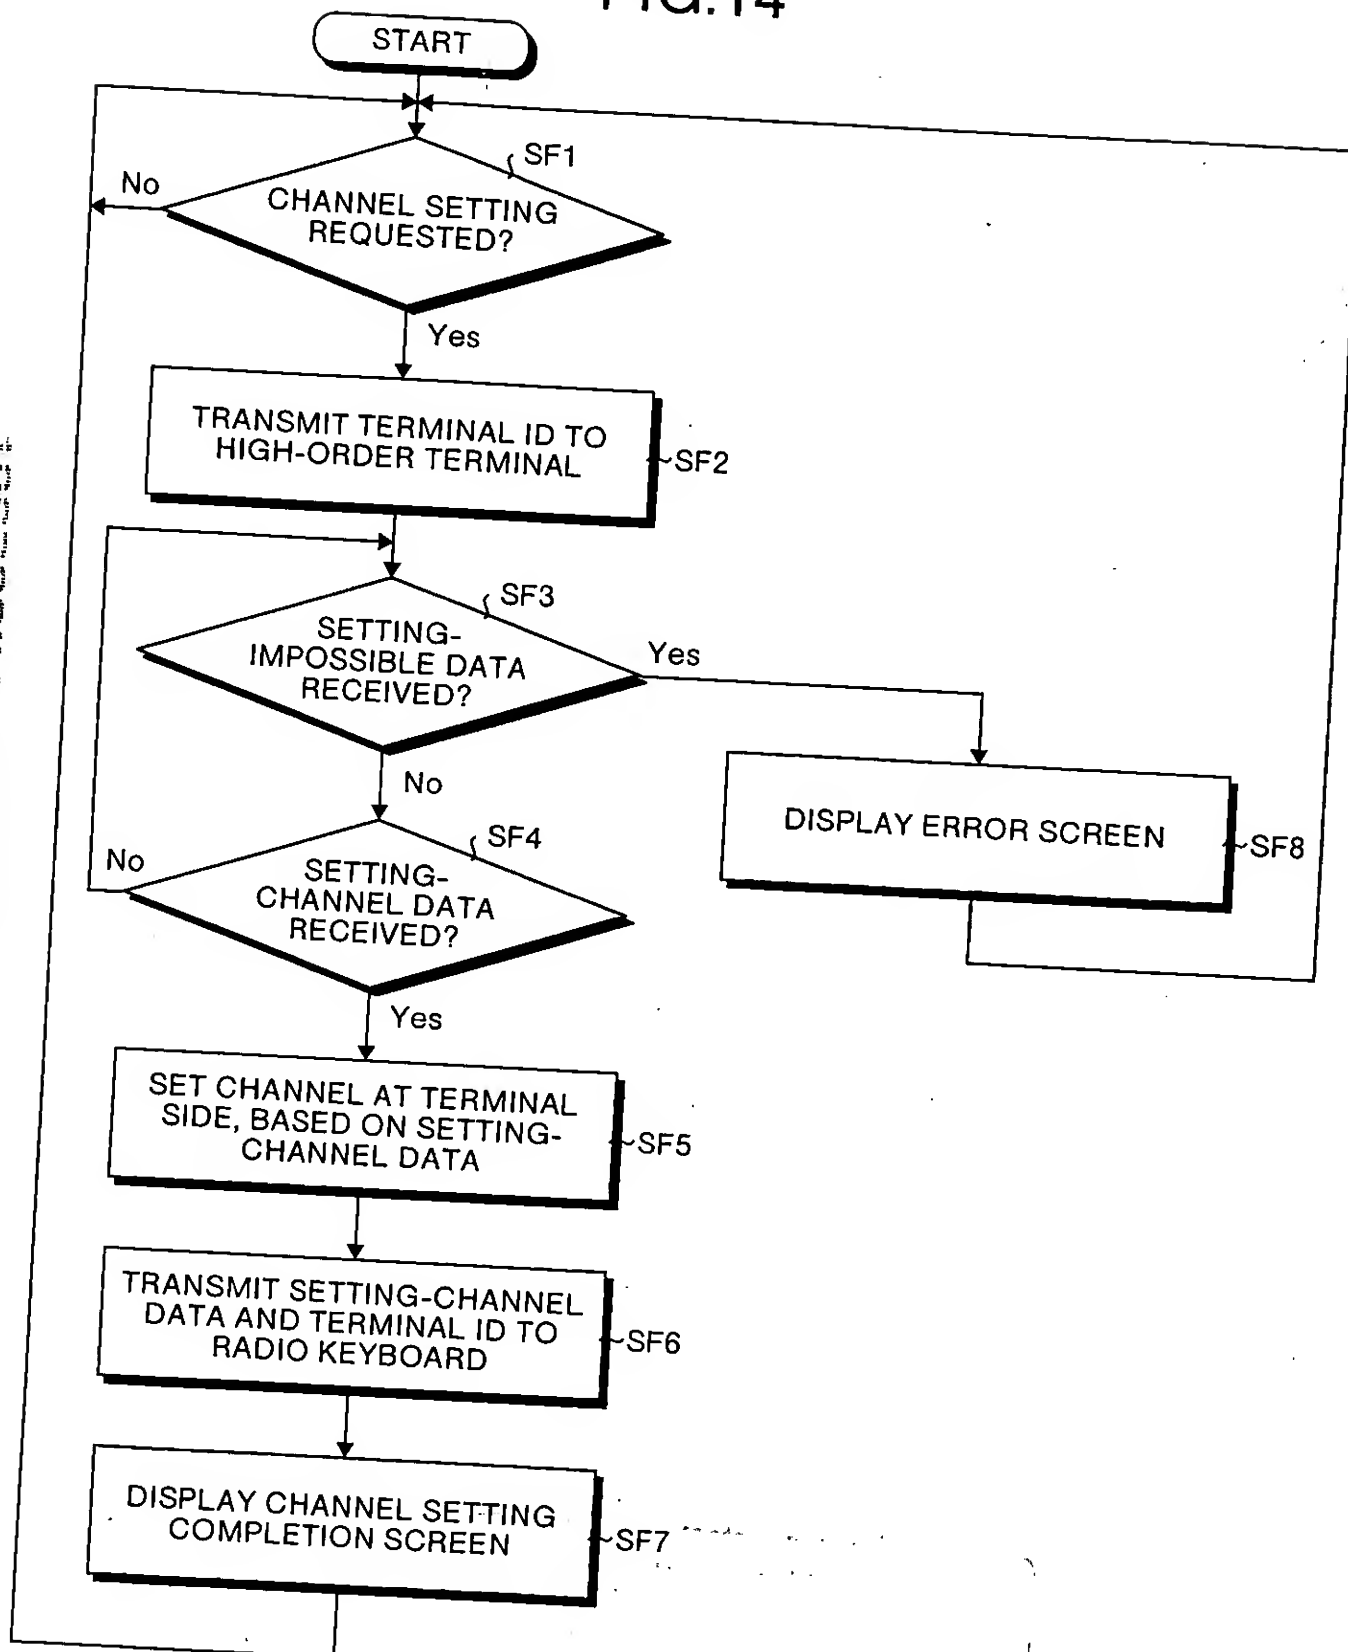 FIG.14
START
SF1
No
CHANNEL SETTING
REQUESTED?
Yes
TRANSMIT TERMINAL ID TO
HIGH-ORDER TERMINAL
SF2
SF3
SETTING-
IMPOSSIBLE DATA
RECEIVED?
Yes
No
DISPLAY ERROR SCREEN
SF8
SF4
No
SETTING-
CHANNEL DATA
RECEIVED?
Yes
SET CHANNEL AT TERMINAL
SIDE, BASED ON SETTING-
CHANNEL DATA
SF5
TRANSMIT SETTING-CHANNEL
DATA AND TERMINAL ID TO
RADIO KEYBOARD
SF6
DISPLAY CHANNEL SETTING
COMPLETION SCREEN
SF7